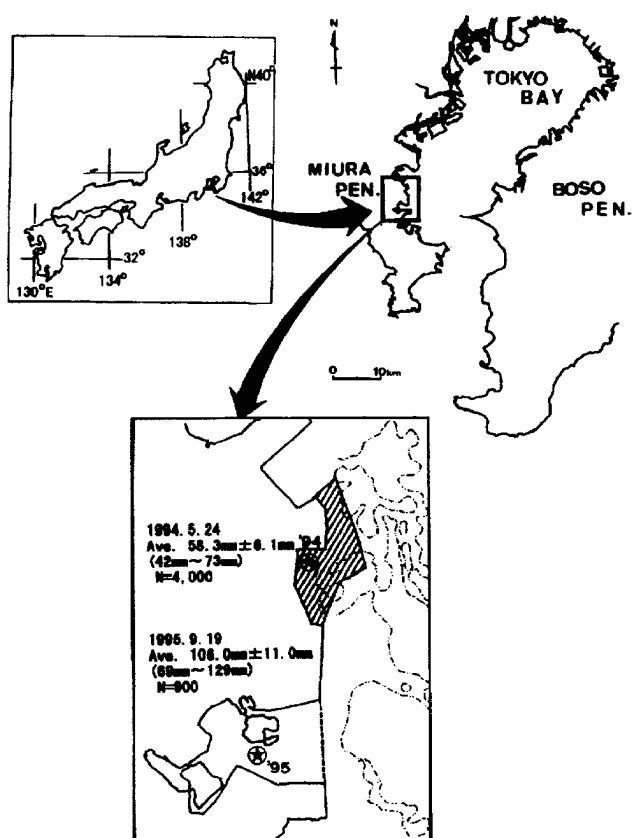 N
N40°
36°
142°
138°
32°
134°
130°E
TOKYO
BAY
MIURA
PEN.
BOSO
PEN.
0 10km
1994.5.24
Ave. 58.3mm±6.1mm
(42mm～73mm)
N=4,000
'94
1995.9.19
Ave. 106.0mm±11.0mm
(69mm～129mm)
N=900
'95